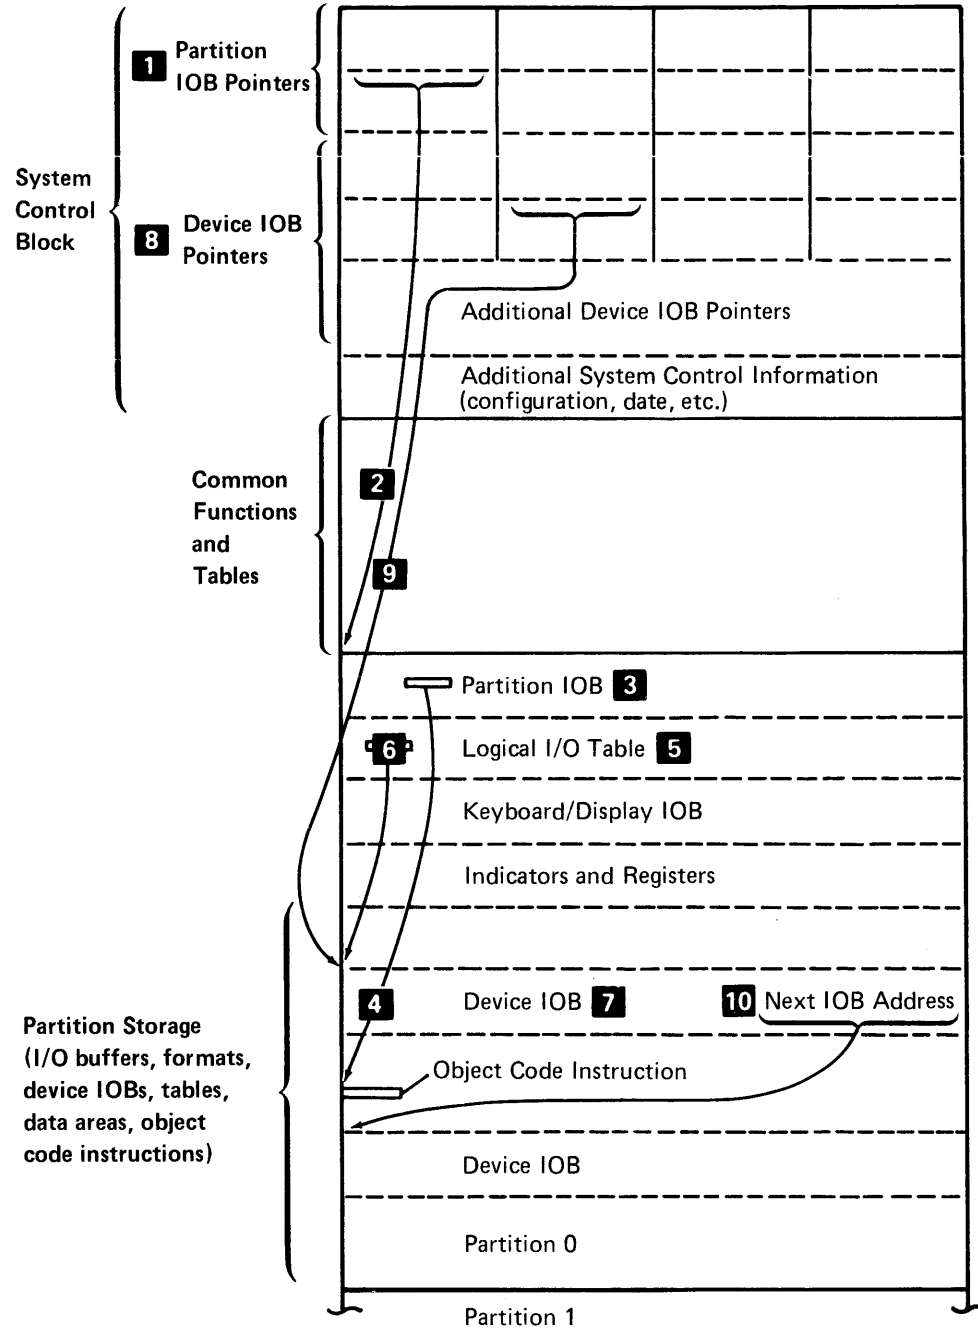 1 Partition
IOB Pointers
System
Control
Block
8 Device IOB
Pointers
Additional Device IOB Pointers
Additional System Control Information
(configuration, date, etc.)
Common
Functions
and
Tables
2
9
Partition IOB 3
6 Logical I/O Table 5
Keyboard/Display IOB
Indicators and Registers
4 Device IOB 7 10 Next IOB Address
Partition Storage
(I/O buffers, formats,
device IOBs, tables,
data areas, object
code instructions)
Object Code Instruction
Device IOB
Partition 0
Partition 1